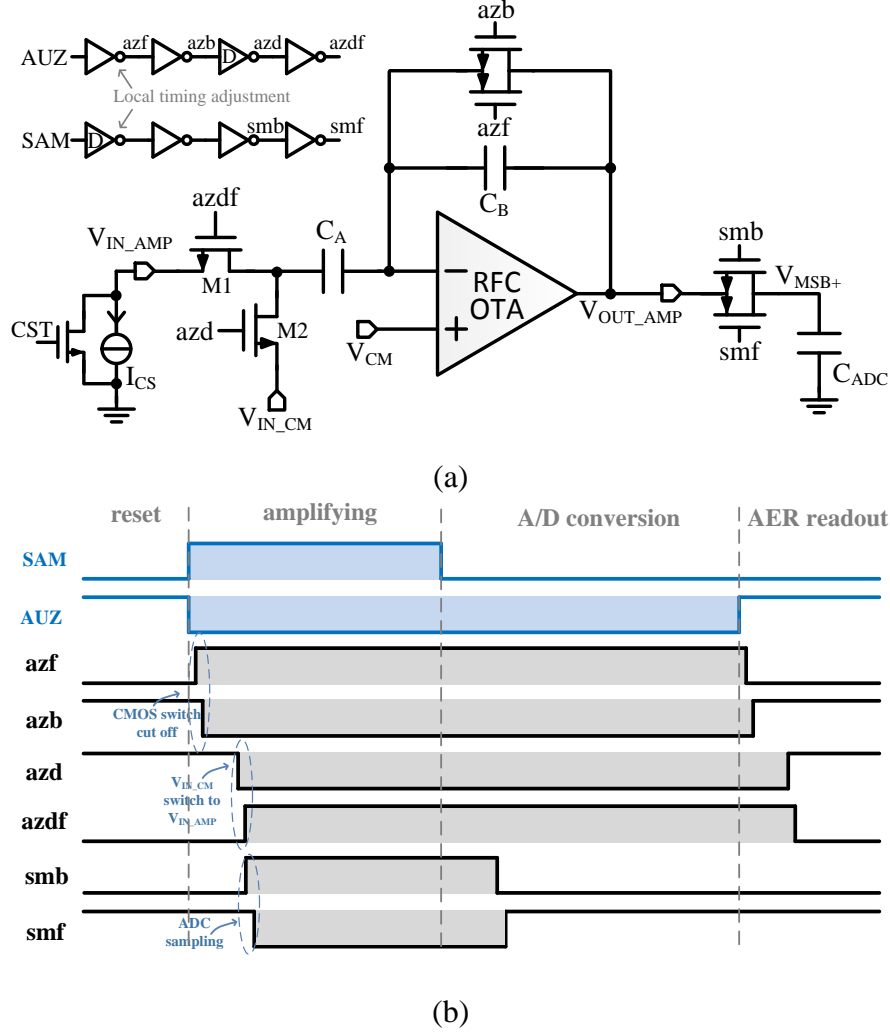 AUZ azf azb D azd azdf
Local timing adjustment
SAM D smb smf
azb
azf
C_B
azdf
V_IN_AMP
M1
C_A
CST
I_CS
azd
M2
V_IN_CM
V_CM
RFC
OTA
V_OUT_AMP
smb
smf
V_MSB+
C_ADC
(a)
reset amplifying A/D conversion AER readout
SAM
AUZ
azf
CMOS switch
cut off
azb
azd
V_IN_CM
switch to
V_IN_AMP
azdf
smb
ADC
sampling
smf
(b)